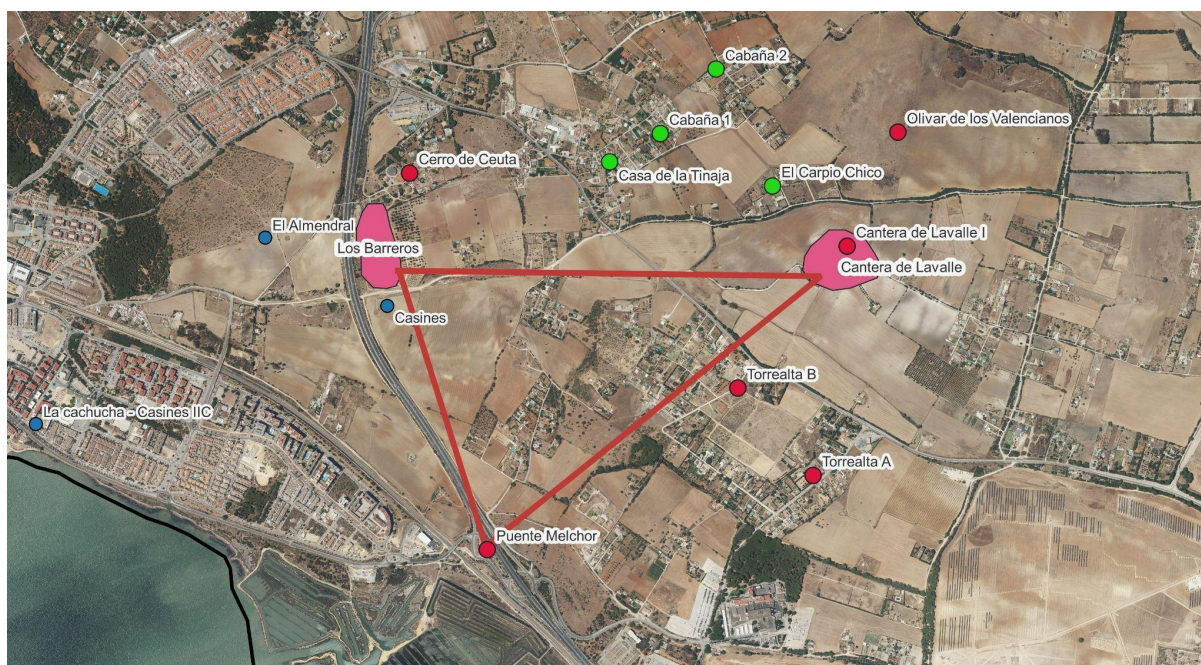 Cabaña 2
Olivar de los Valencianos
Cabaña 1
Cerro de Ceuta
Casa de la Tinaja
El Carpio Chico
El Almendral
Los Barreros
Cantera de Lavalle I
Cantera de Lavalle
Casines
Torrealta B
La cachucha - Casines IIC
Torrealta A
Puente Melchor